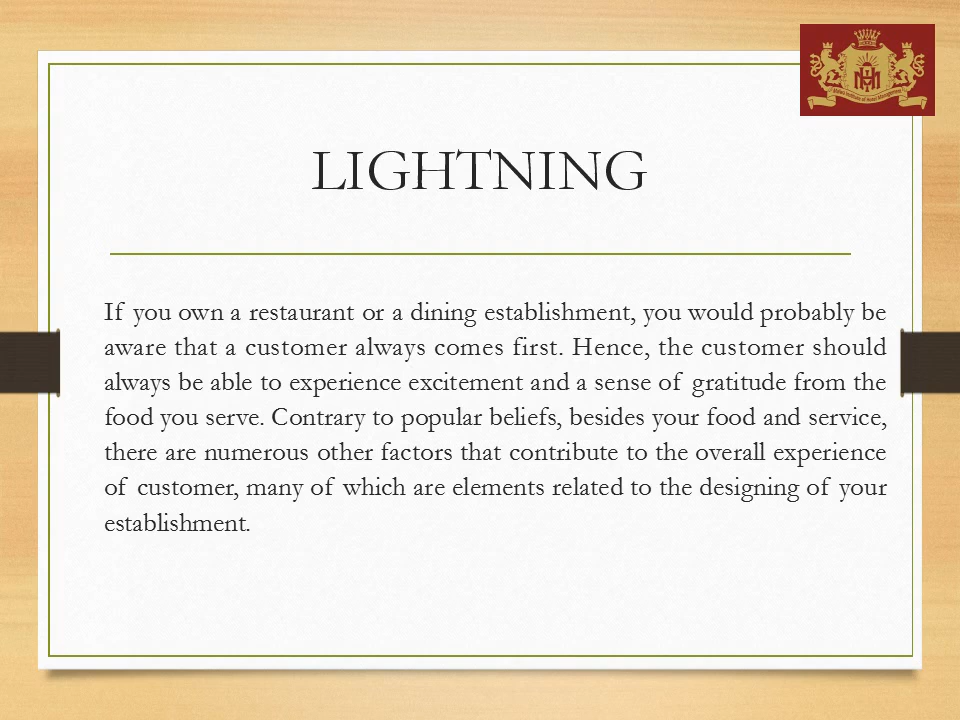 LIGHTNING
If you own a restaurant or a dining establishment, you would probably be
aware that a customer always comes first. Hence, the customer should
always be able to experience excitement and a sense of gratitude from the
food you serve. Contrary to popular beliefs, besides your food and service,
there are numerous other factors that contribute to the overall experience
of customer, many of which are elements related to the designing of your
establishment.